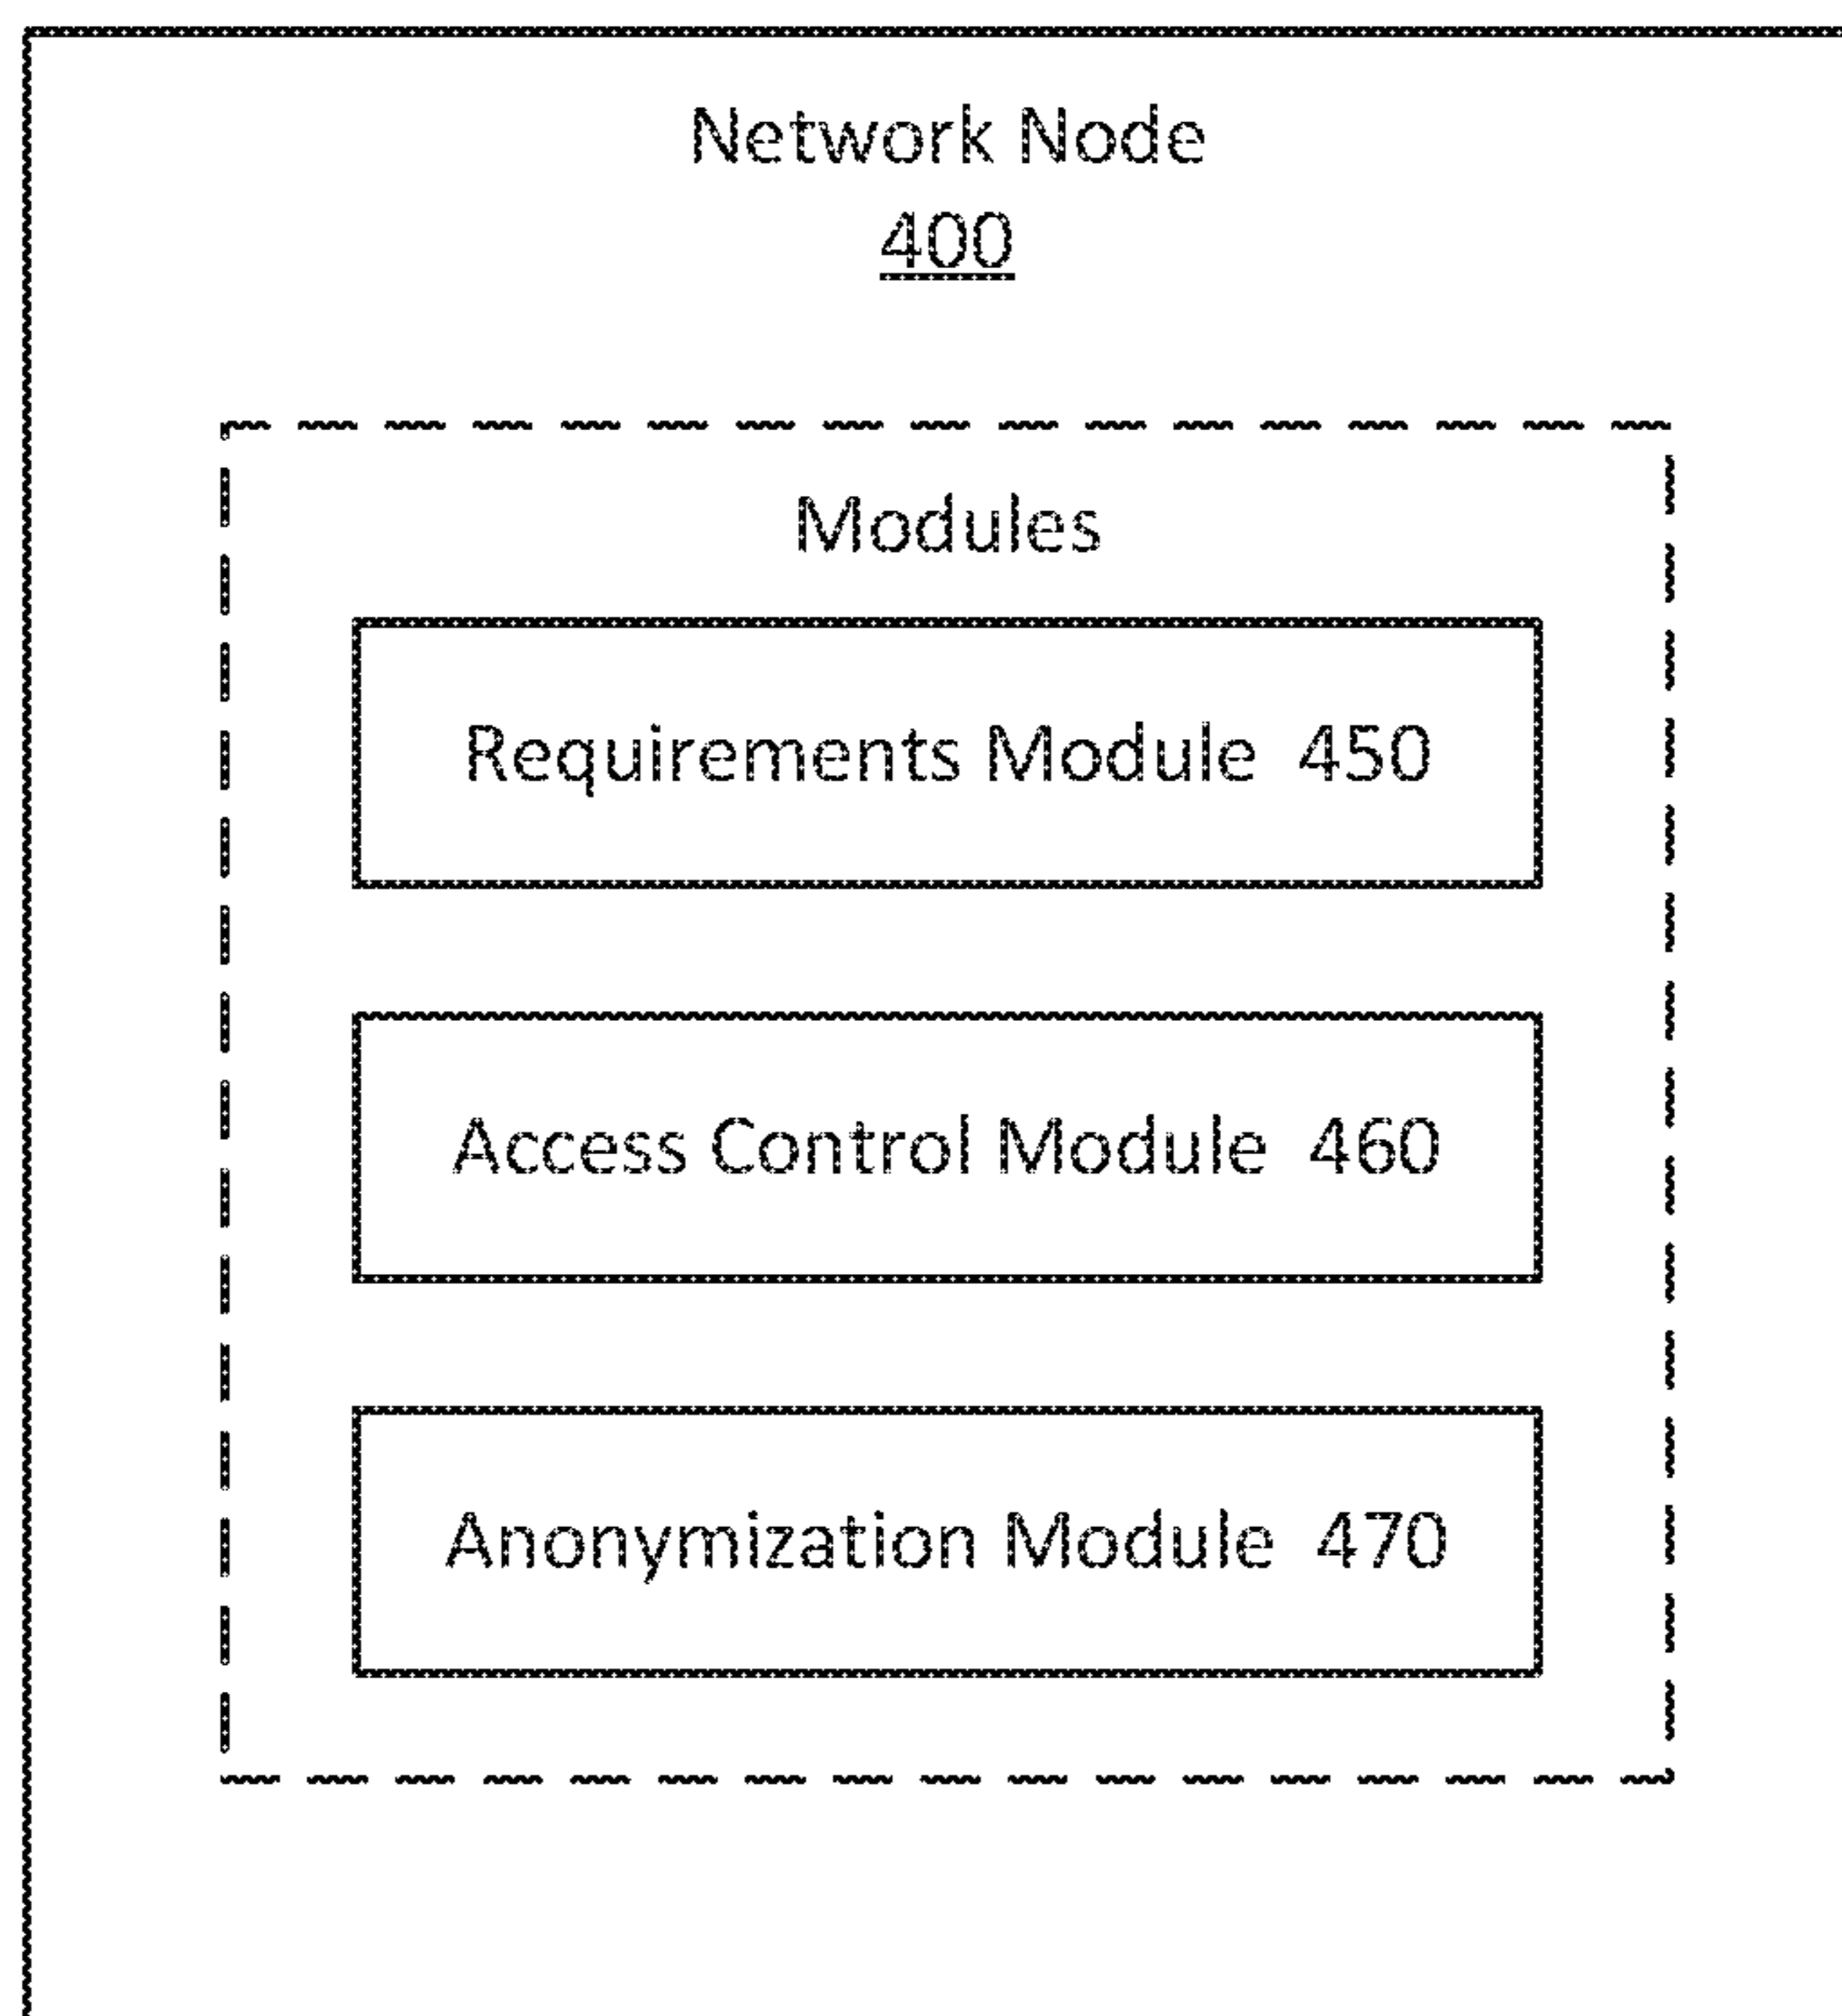 Network Node
400
Modules
Requirements Module 450
Access Control Module 460
Anonymization Module 470